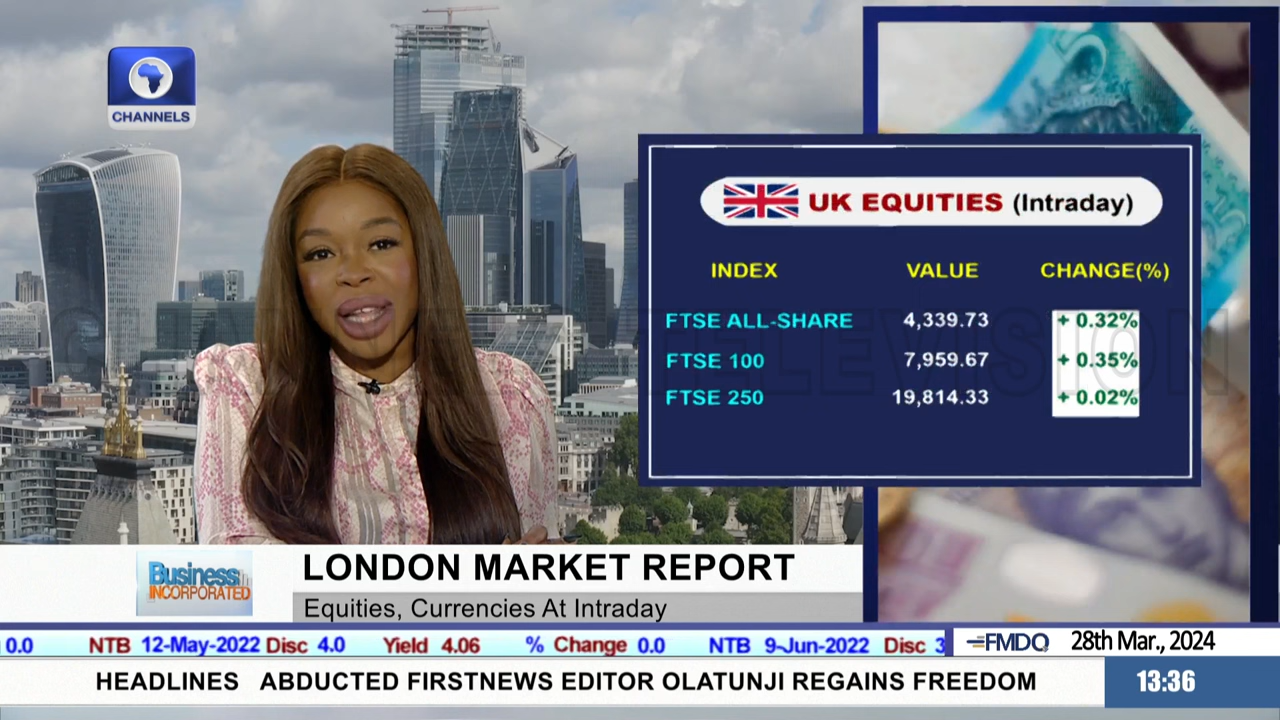 CHANNELS
UK EQUITIES (Intraday)
INDEX VALUE CHANGE(%)
FTSE ALL-SHARE 4,339.73 + 0.32%
FTSE 100 7,959.67 + 0.35%
FTSE 250 19,814.33 + 0.02%
LONDON MARKET REPORT
Business INCORPORATED
Equities, Currencies At Intraday
0.0 NTB 12-May-2022 Disc 4.0 Yield 4.06 % Change 0.0 NTB 9-Jun-2022 Disc 3
FMDQ 28th Mar., 2024
HEADLINES ABDUCTED FIRSTNEWS EDITOR OLATUNJI REGAINS FREEDOM
13:36